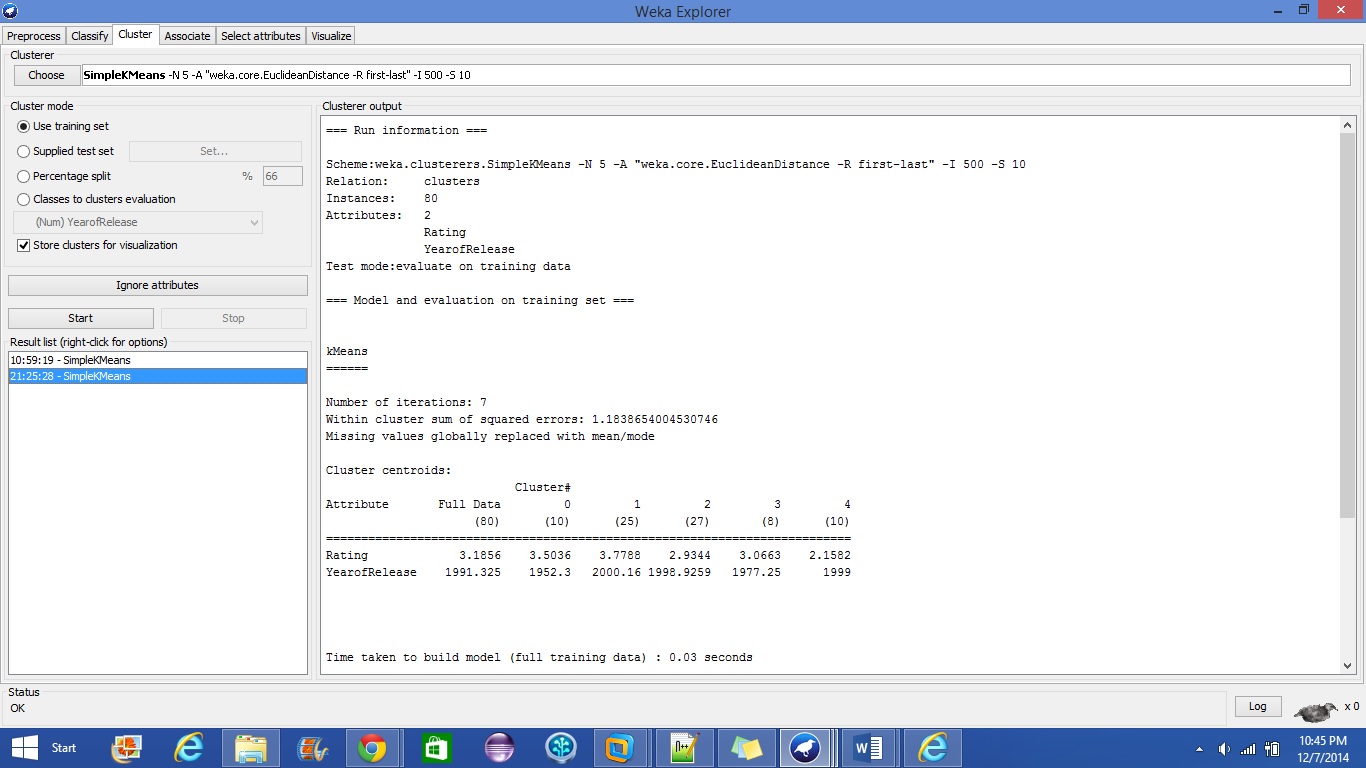 Weka Explorer
Preprocess Classify Cluster Associate Select attributes Visualize
Clusterer
Choose SimpleKMeans -N 5 -A "weka.core.EuclideanDistance -R first-last" -I 500 -S 10
Cluster mode
Use training set
Supplied test set Set...
Percentage split % 66
Classes to clusters evaluation
(Num) YearofRelease
Store clusters for visualization
Ignore attributes
Start Stop
Result list (right-click for options)
10:59:19 - SimpleKMeans
21:25:28 - SimpleKMeans
Clusterer output
=== Run information ===
Scheme:weka.clusterers.SimpleKMeans -N 5 -A "weka.core.EuclideanDistance -R first-last" -I 500 -S 10
Relation: clusters
Instances: 80
Attributes: 2
Rating
YearofRelease
Test mode:evaluate on training data
=== Model and evaluation on training set ===
kMeans
======
Number of iterations: 7
Within cluster sum of squared errors: 1.1838654004530746
Missing values globally replaced with mean/mode
Cluster centroids:
Cluster#
Attribute Full Data 0 1 2 3 4
(80) (10) (25) (27) (8) (10)
===================================================================================
Rating 3.1856 3.5036 3.7788 2.9344 3.0663 2.1582
YearofRelease 1991.325 1952.3 2000.16 1998.9259 1977.25 1999
Time taken to build model (full training data) : 0.03 seconds
Status
OK
Log x 0
Start
10:45 PM
12/7/2014